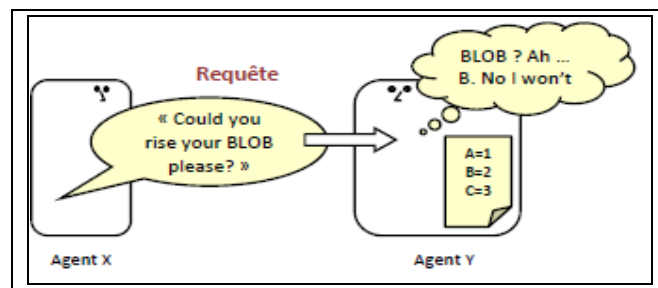 Requête
« Could you
rise your BLOB
please? »
BLOB ? Ah ...
B. No I won't
A=1
B=2
C=3
Agent X
Agent Y